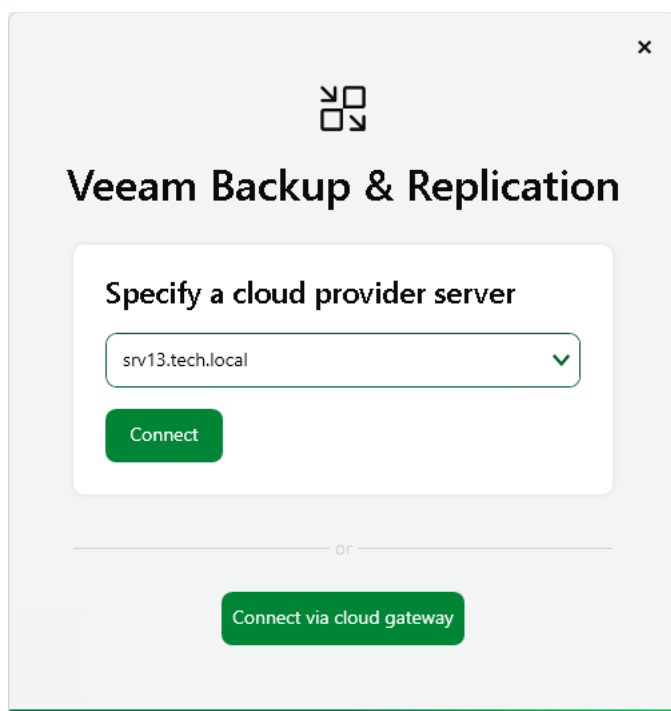 Veeam Backup & Replication
Specify a cloud provider server
srv13.tech.local
Connect
or
Connect via cloud gateway